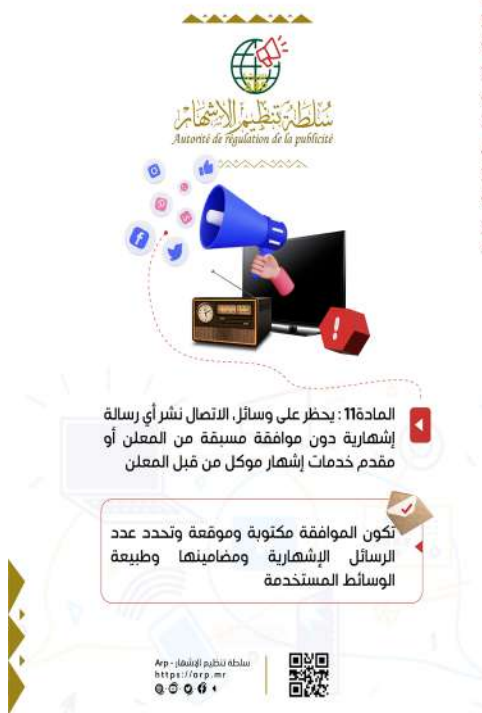 سُلطة تنظيم الإشهار
Autorité de régulation de la publicité
المادة11 : يحظر على وسائل الاتصال نشر أي رسالة
إشهارية دون موافقة مسبقة من المعلن أو
مقدم خدمات إشهار موكل من قبل المعلن
تكون الموافقة مكتوبة وموقعة وتحدد عدد
الرسائل الإشهارية ومضامينها وطبيعة
الوسائط المستخدمة
سلطة تنظيم الإشهار - Arp
https://arp.mr